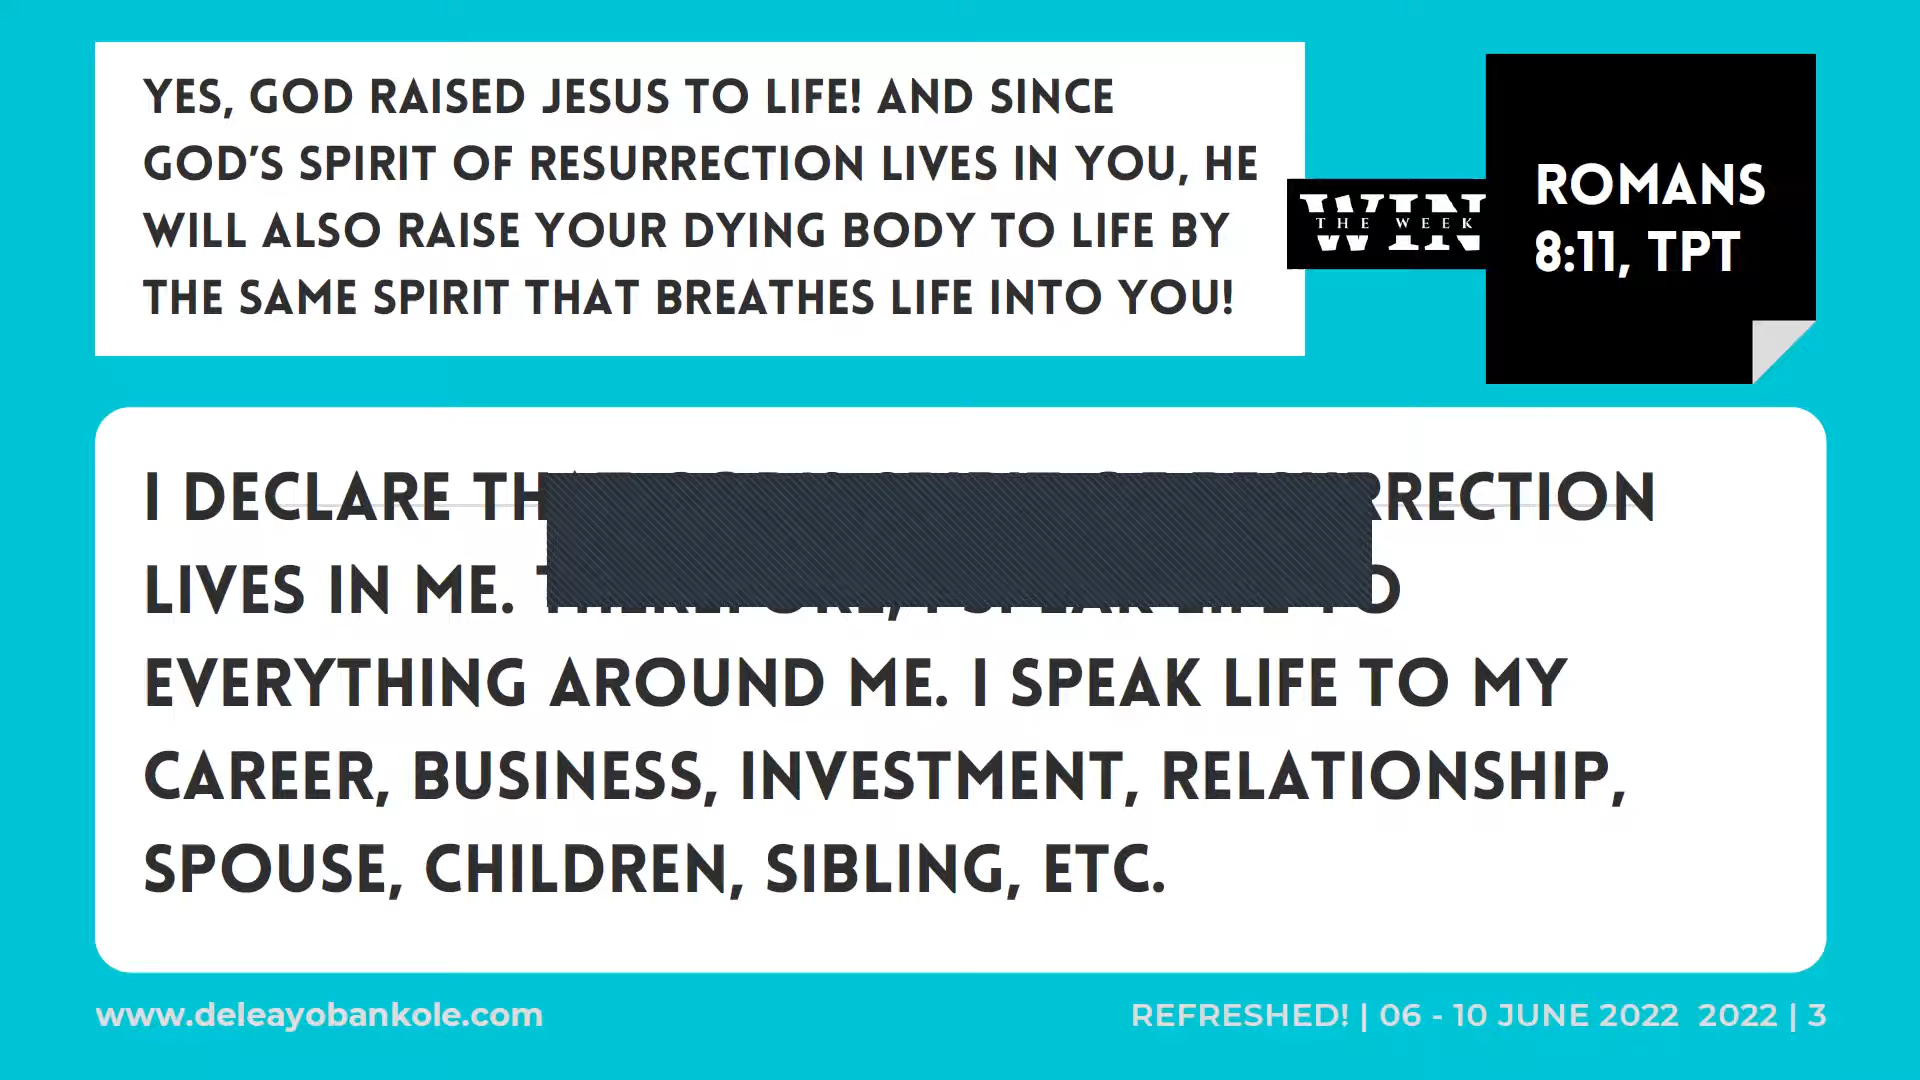 YES, GOD RAISED JESUS TO LIFE! AND SINCE
GOD'S SPIRIT OF RESURRECTION LIVES IN YOU, HE
WILL ALSO RAISE YOUR DYING BODY TO LIFE BY
THE SAME SPIRIT THAT BREATHES LIFE INTO YOU!
WIN
THE WEEK
ROMANS
8:11, TPT
I DECLARE
LIVES IN ME.
EVERYTHING AROUND ME. I SPEAK LIFE TO MY
CAREER, BUSINESS, INVESTMENT, RELATIONSHIP,
SPOUSE, CHILDREN, SIBLING, ETC.
www.deleayobankole.com
REFRESHED! | 06 - 10 JUNE 2022 2022 | 3